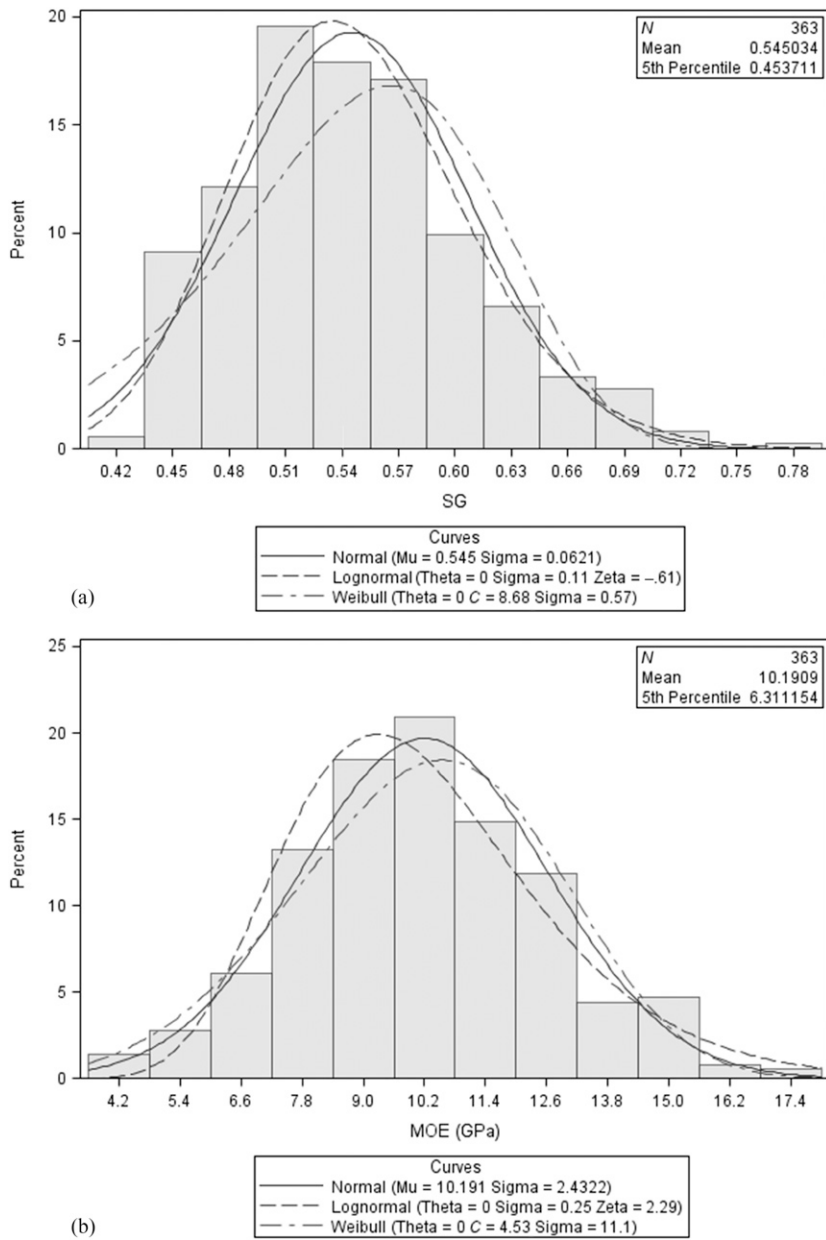 20
15
10
5
0
Percent
N 363
Mean 0.545034
5th Percentile 0.453711
0.42 0.45 0.48 0.51 0.54 0.57 0.60 0.63 0.66 0.69 0.72 0.75 0.78
SG
Curves
Normal (Mu = 0.545 Sigma = 0.0621)
Lognormal (Theta = 0 Sigma = 0.11 Zeta = –.61)
Weibull (Theta = 0 C = 8.68 Sigma = 0.57)
(a)
25
20
15
10
5
0
Percent
N 363
Mean 10.1909
5th Percentile 6.311154
4.2 5.4 6.6 7.8 9.0 10.2 11.4 12.6 13.8 15.0 16.2 17.4
MOE (GPa)
Curves
Normal (Mu = 10.191 Sigma = 2.4322)
Lognormal (Theta = 0 Sigma = 0.25 Zeta = 2.29)
Weibull (Theta = 0 C = 4.53 Sigma = 11.1)
(b)